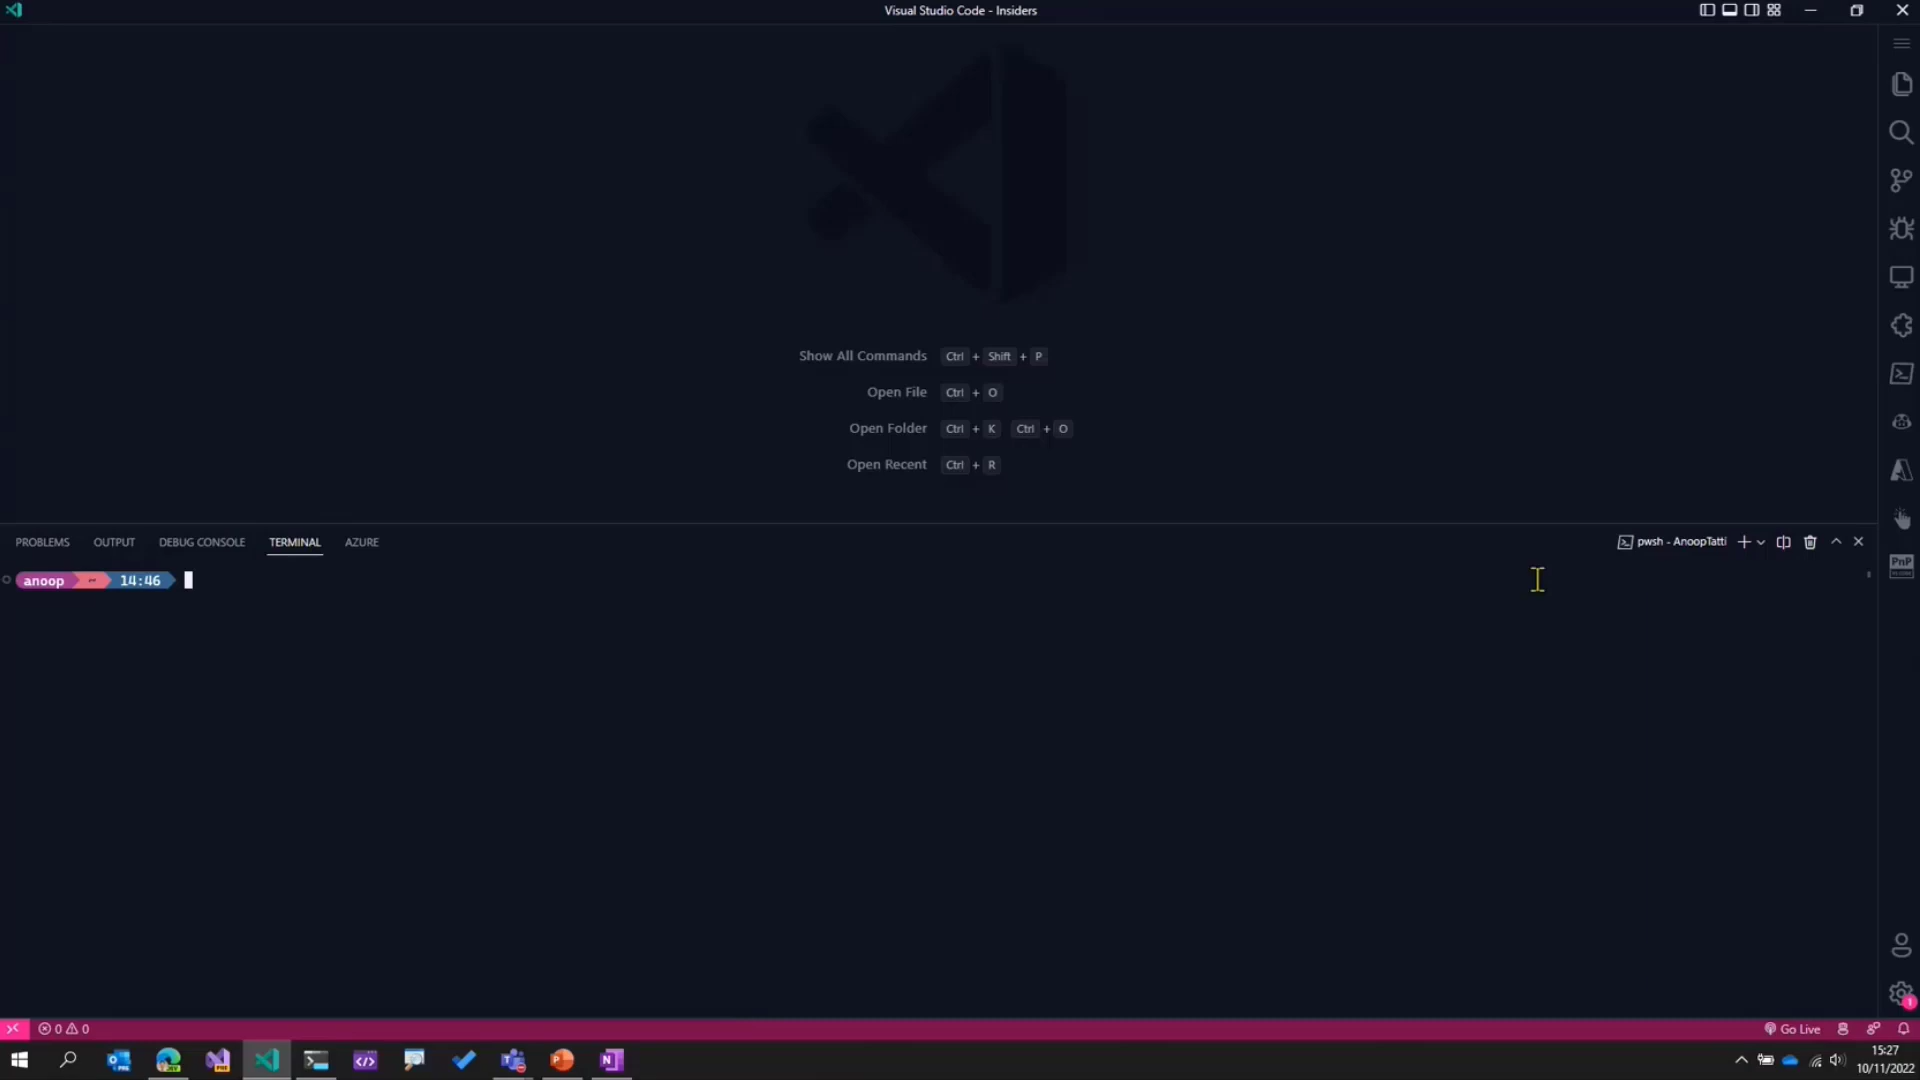 Visual Studio Code - Insiders
Show All Commands Ctrl + Shift + P
Open File Ctrl + O
Open Folder Ctrl + K Ctrl + O
Open Recent Ctrl + R
PROBLEMS OUTPUT DEBUG CONSOLE TERMINAL AZURE
pwsh - AnoopTatti
anoop ~ 14:46
PnP
1
0 0
Go Live
15:27
10/11/2022